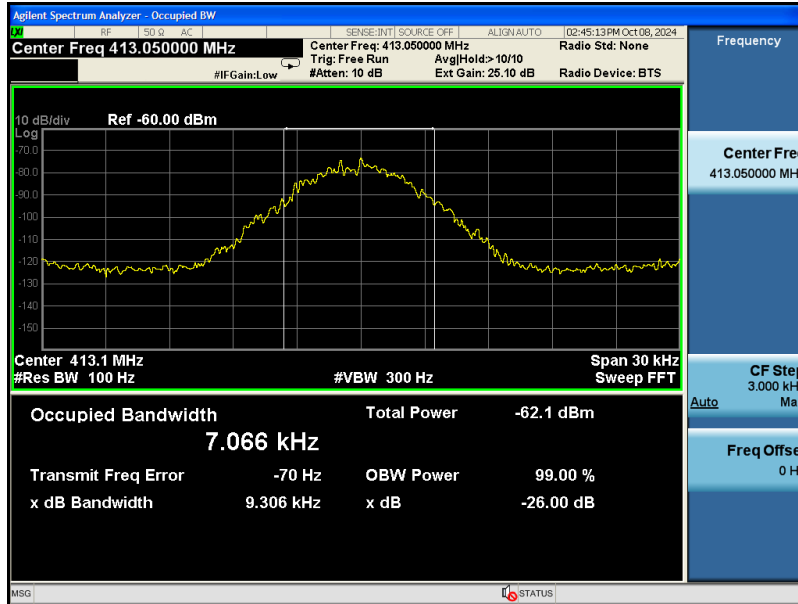 Agilent Spectrum Analyzer - Occupied BW
LXI RF 50 Ω AC SENSE:INT SOURCE OFF ALIGN AUTO 02:45:13 PM Oct 08, 2024
Center Freq 413.050000 MHz
Center Freq: 413.050000 MHz Radio Std: None
Trig: Free Run Avg|Hold:> 10/10
#IFGain:Low #Atten: 10 dB Ext Gain: 25.10 dB Radio Device: BTS
Frequency
10 dB/div Ref -60.00 dBm
Log
-70.0
-80.0
-90.0
-100
-110
-120
-130
-140
-150
Center 413.1 MHz Span 30 kHz
#Res BW 100 Hz #VBW 300 Hz Sweep FFT
Occupied Bandwidth Total Power -62.1 dBm
7.066 kHz
Transmit Freq Error -70 Hz OBW Power 99.00 %
x dB Bandwidth 9.306 kHz x dB -26.00 dB
Center Fre
413.050000 MH
CF Step
3.000 kH
Auto Ma
Freq Offse
0 H
MSG STATUS